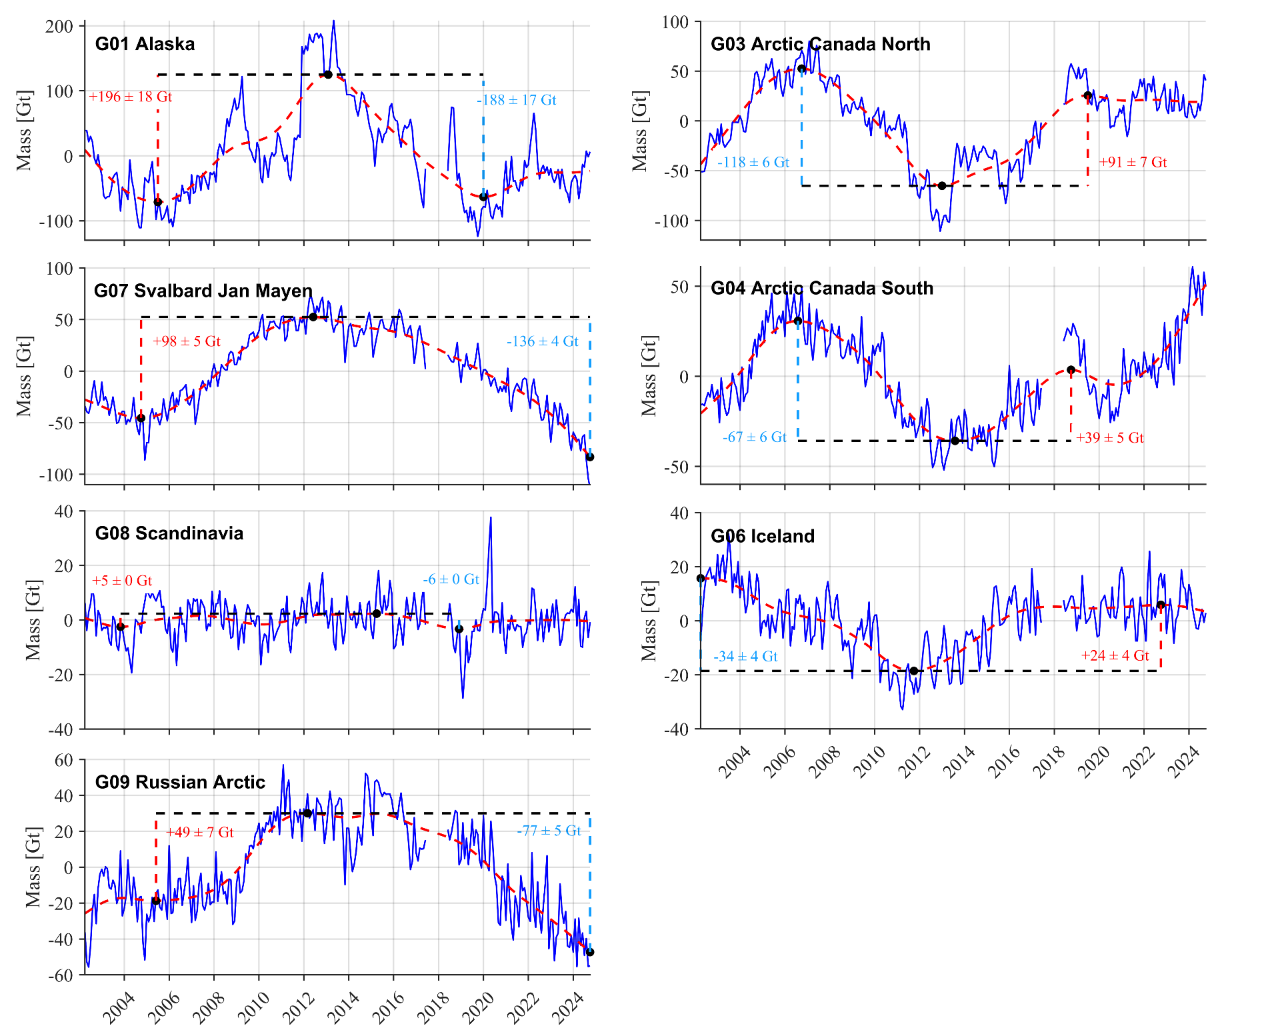 G01 Alaska
Mass [Gt]
200
100
0
-100
+196 ± 18 Gt
-188 ± 17 Gt
G03 Arctic Canada North
Mass [Gt]
100
50
0
-50
-100
-118 ± 6 Gt
+91 ± 7 Gt
G07 Svalbard Jan Mayen
Mass [Gt]
100
50
0
-50
-100
+98 ± 5 Gt
-136 ± 4 Gt
G04 Arctic Canada South
Mass [Gt]
50
0
-50
-67 ± 6 Gt
+39 ± 5 Gt
G08 Scandinavia
Mass [Gt]
40
20
0
-20
-40
+5 ± 0 Gt
-6 ± 0 Gt
G06 Iceland
Mass [Gt]
40
20
0
-20
-40
-34 ± 4 Gt
+24 ± 4 Gt
2004 2006 2008 2010 2012 2014 2016 2018 2020 2022 2024
G09 Russian Arctic
Mass [Gt]
60
40
20
0
-20
-40
-60
+49 ± 7 Gt
-77 ± 5 Gt
2004 2006 2008 2010 2012 2014 2016 2018 2020 2022 2024